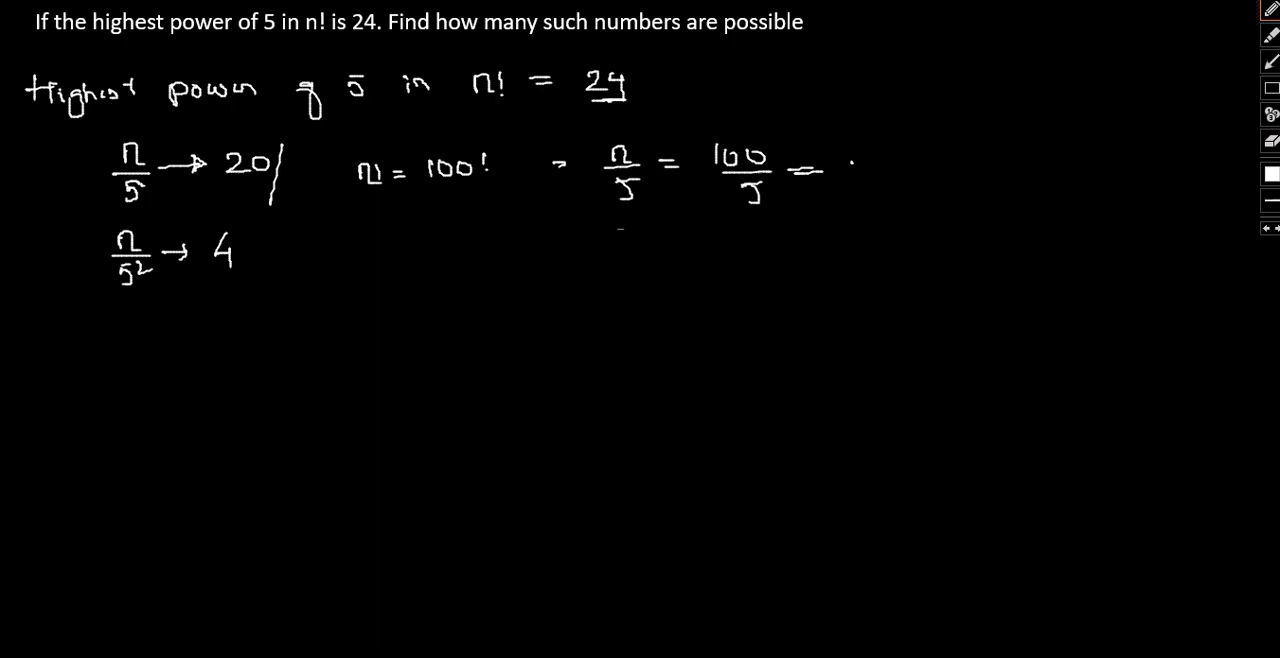 If the highest power of 5 in n! is 24. Find how many such numbers are possible
Highest power of 5 in n! = 24
n/5 → 20/ n! = 100! = n/5 = 100/5 =
n/5² → 4